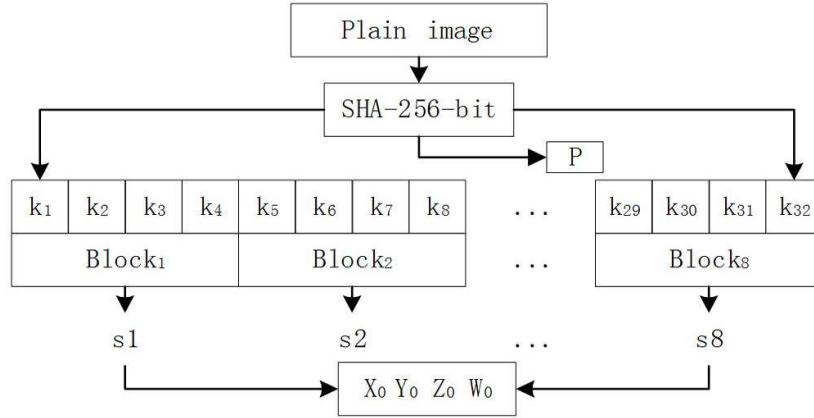 Plain image
SHA-256-bit
P
k₁ k₂ k₃ k₄ k₅ k₆ k₇ k₈ ... k₂₉ k₃₀ k₃₁ k₃₂
Block₁ Block₂ ... Block₈
s1 s2 ... s8
X₀ Y₀ Z₀ W₀